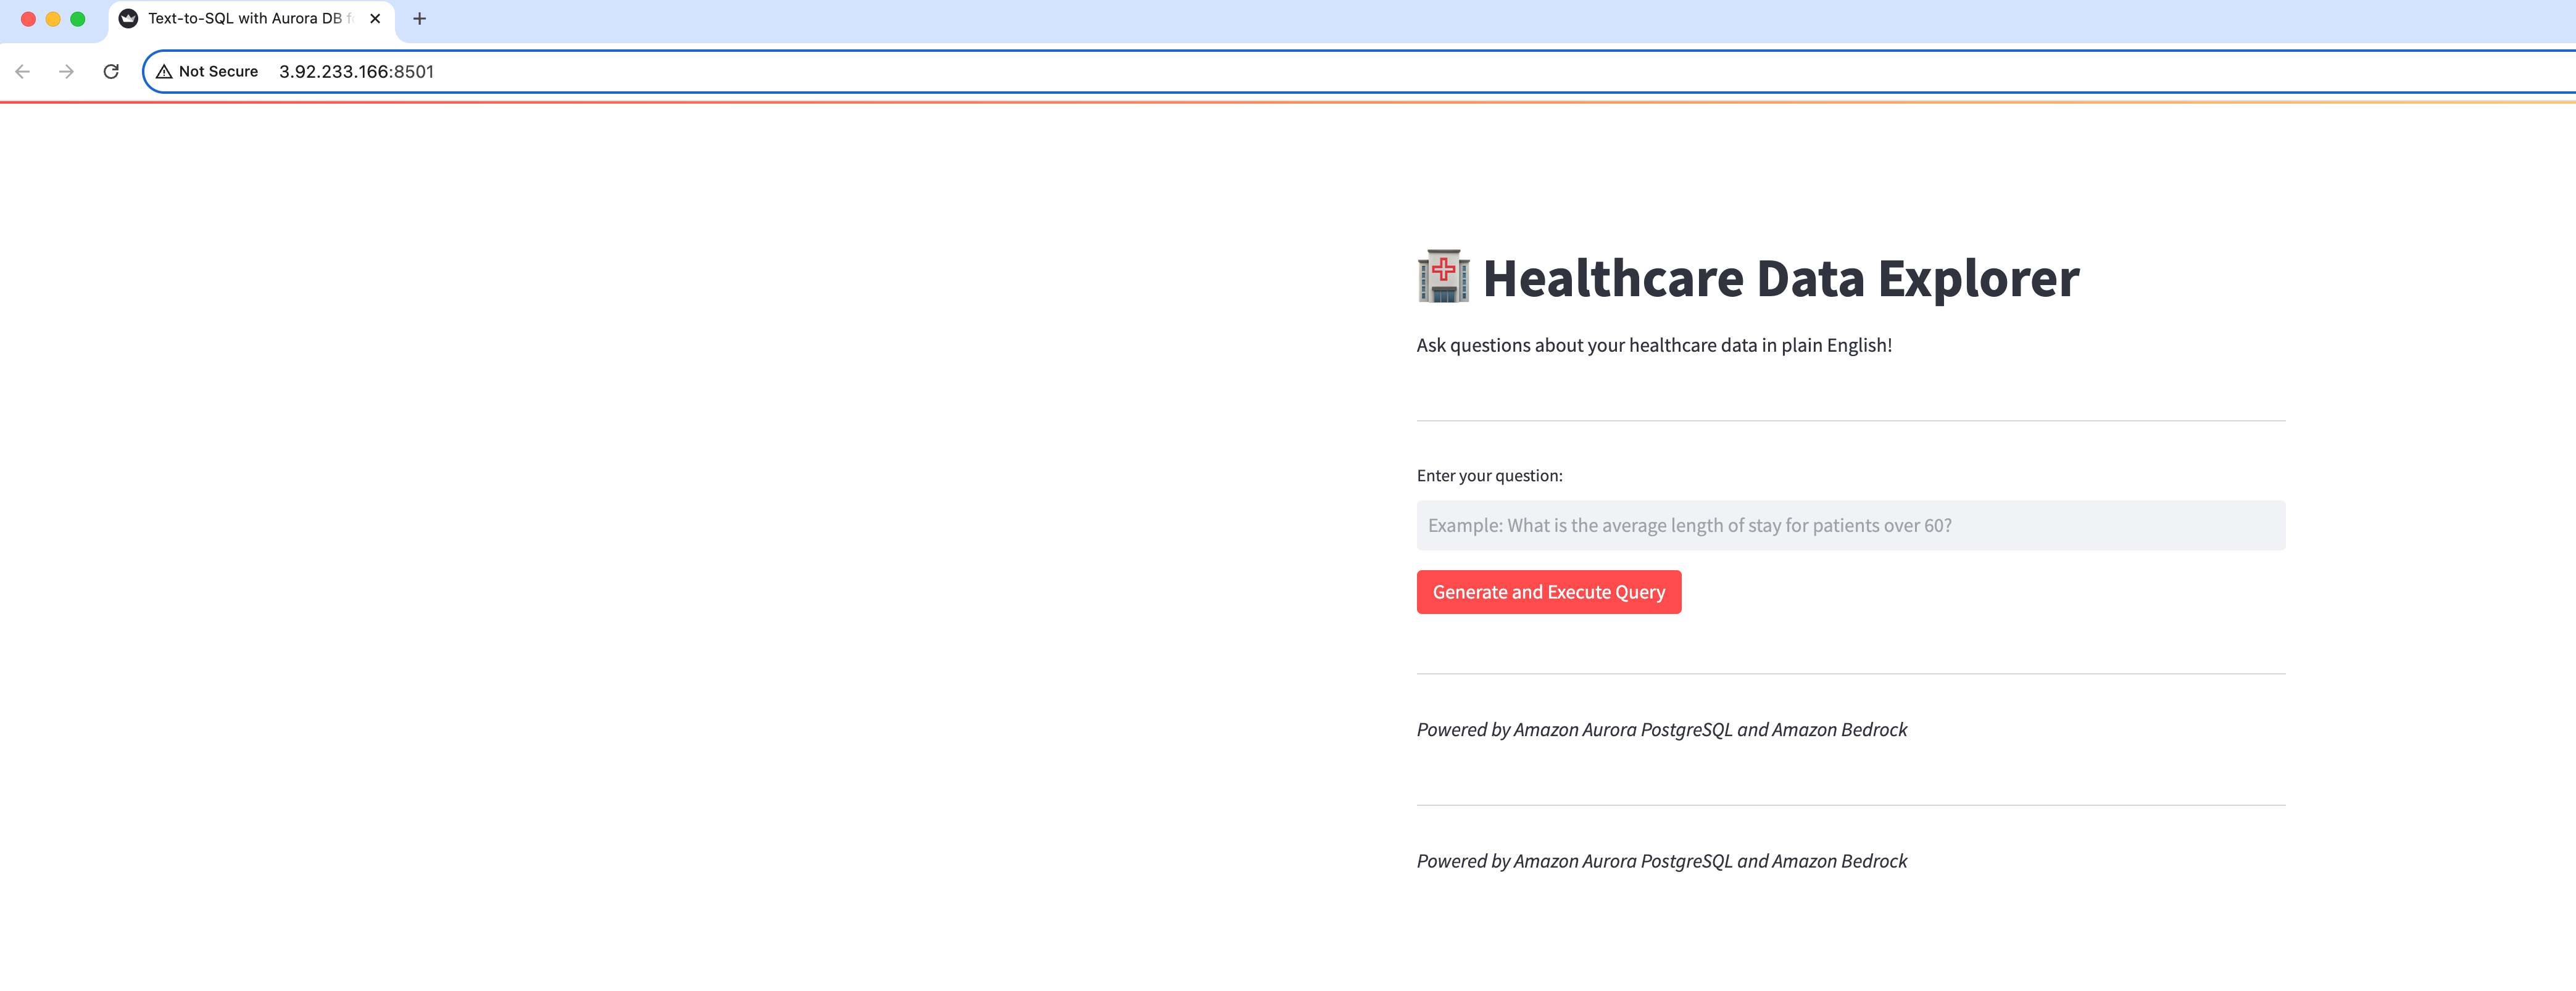 Text-to-SQL with Aurora DB f
Not Secure 3.92.233.166:8501
Healthcare Data Explorer
Ask questions about your healthcare data in plain English!
Enter your question:
Example: What is the average length of stay for patients over 60?
Generate and Execute Query
Powered by Amazon Aurora PostgreSQL and Amazon Bedrock
Powered by Amazon Aurora PostgreSQL and Amazon Bedrock